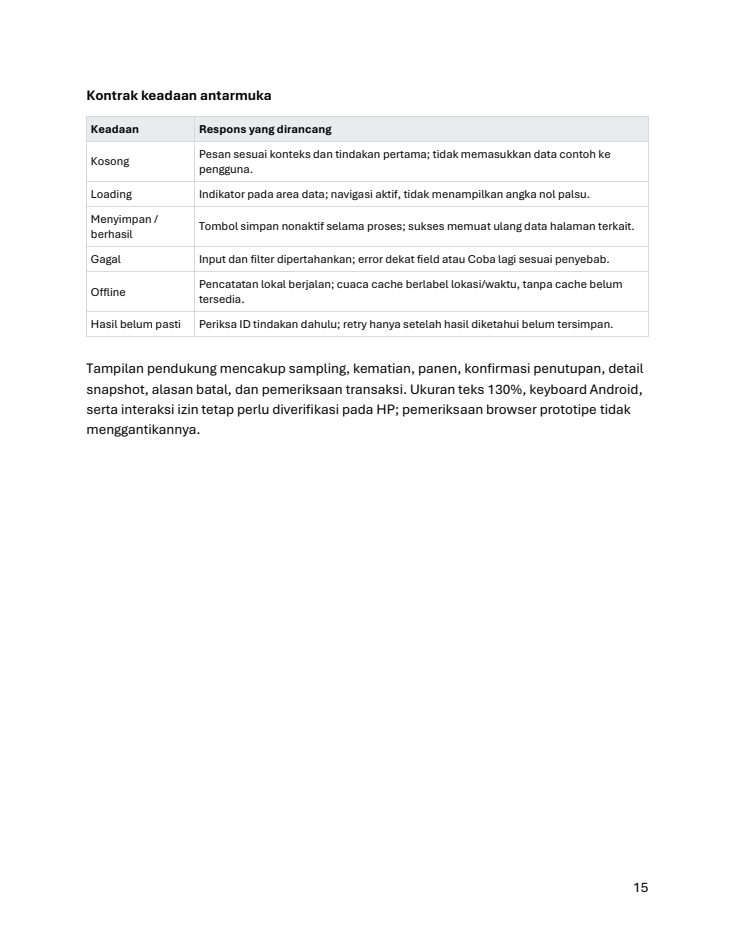 Kontrak keadaan antarmuka
Keadaan Respons yang dirancang
Kosong Pesan sesuai konteks dan tindakan pertama; tidak memasukkan data contoh ke
pengguna.
Loading Indikator pada area data; navigasi aktif, tidak menampilkan angka nol palsu.
Menyimpan /
berhasil Tombol simpan nonaktif selama proses; sukses memuat ulang data halaman terkait.
Gagal Input dan filter dipertahankan; error dekat field atau Coba lagi sesuai penyebab.
Offline Pencatatan lokal berjalan; cuaca cache berlabel lokasi/waktu, tanpa cache belum
tersedia.
Hasil belum pasti Periksa ID tindakan dahulu; retry hanya setelah hasil diketahui belum tersimpan.
Tampilan pendukung mencakup sampling, kematian, panen, konfirmasi penutupan, detail
snapshot, alasan batal, dan pemeriksaan transaksi. Ukuran teks 130%, keyboard Android,
serta interaksi izin tetap perlu diverifikasi pada HP; pemeriksaan browser prototipe tidak
menggantikannya.
15